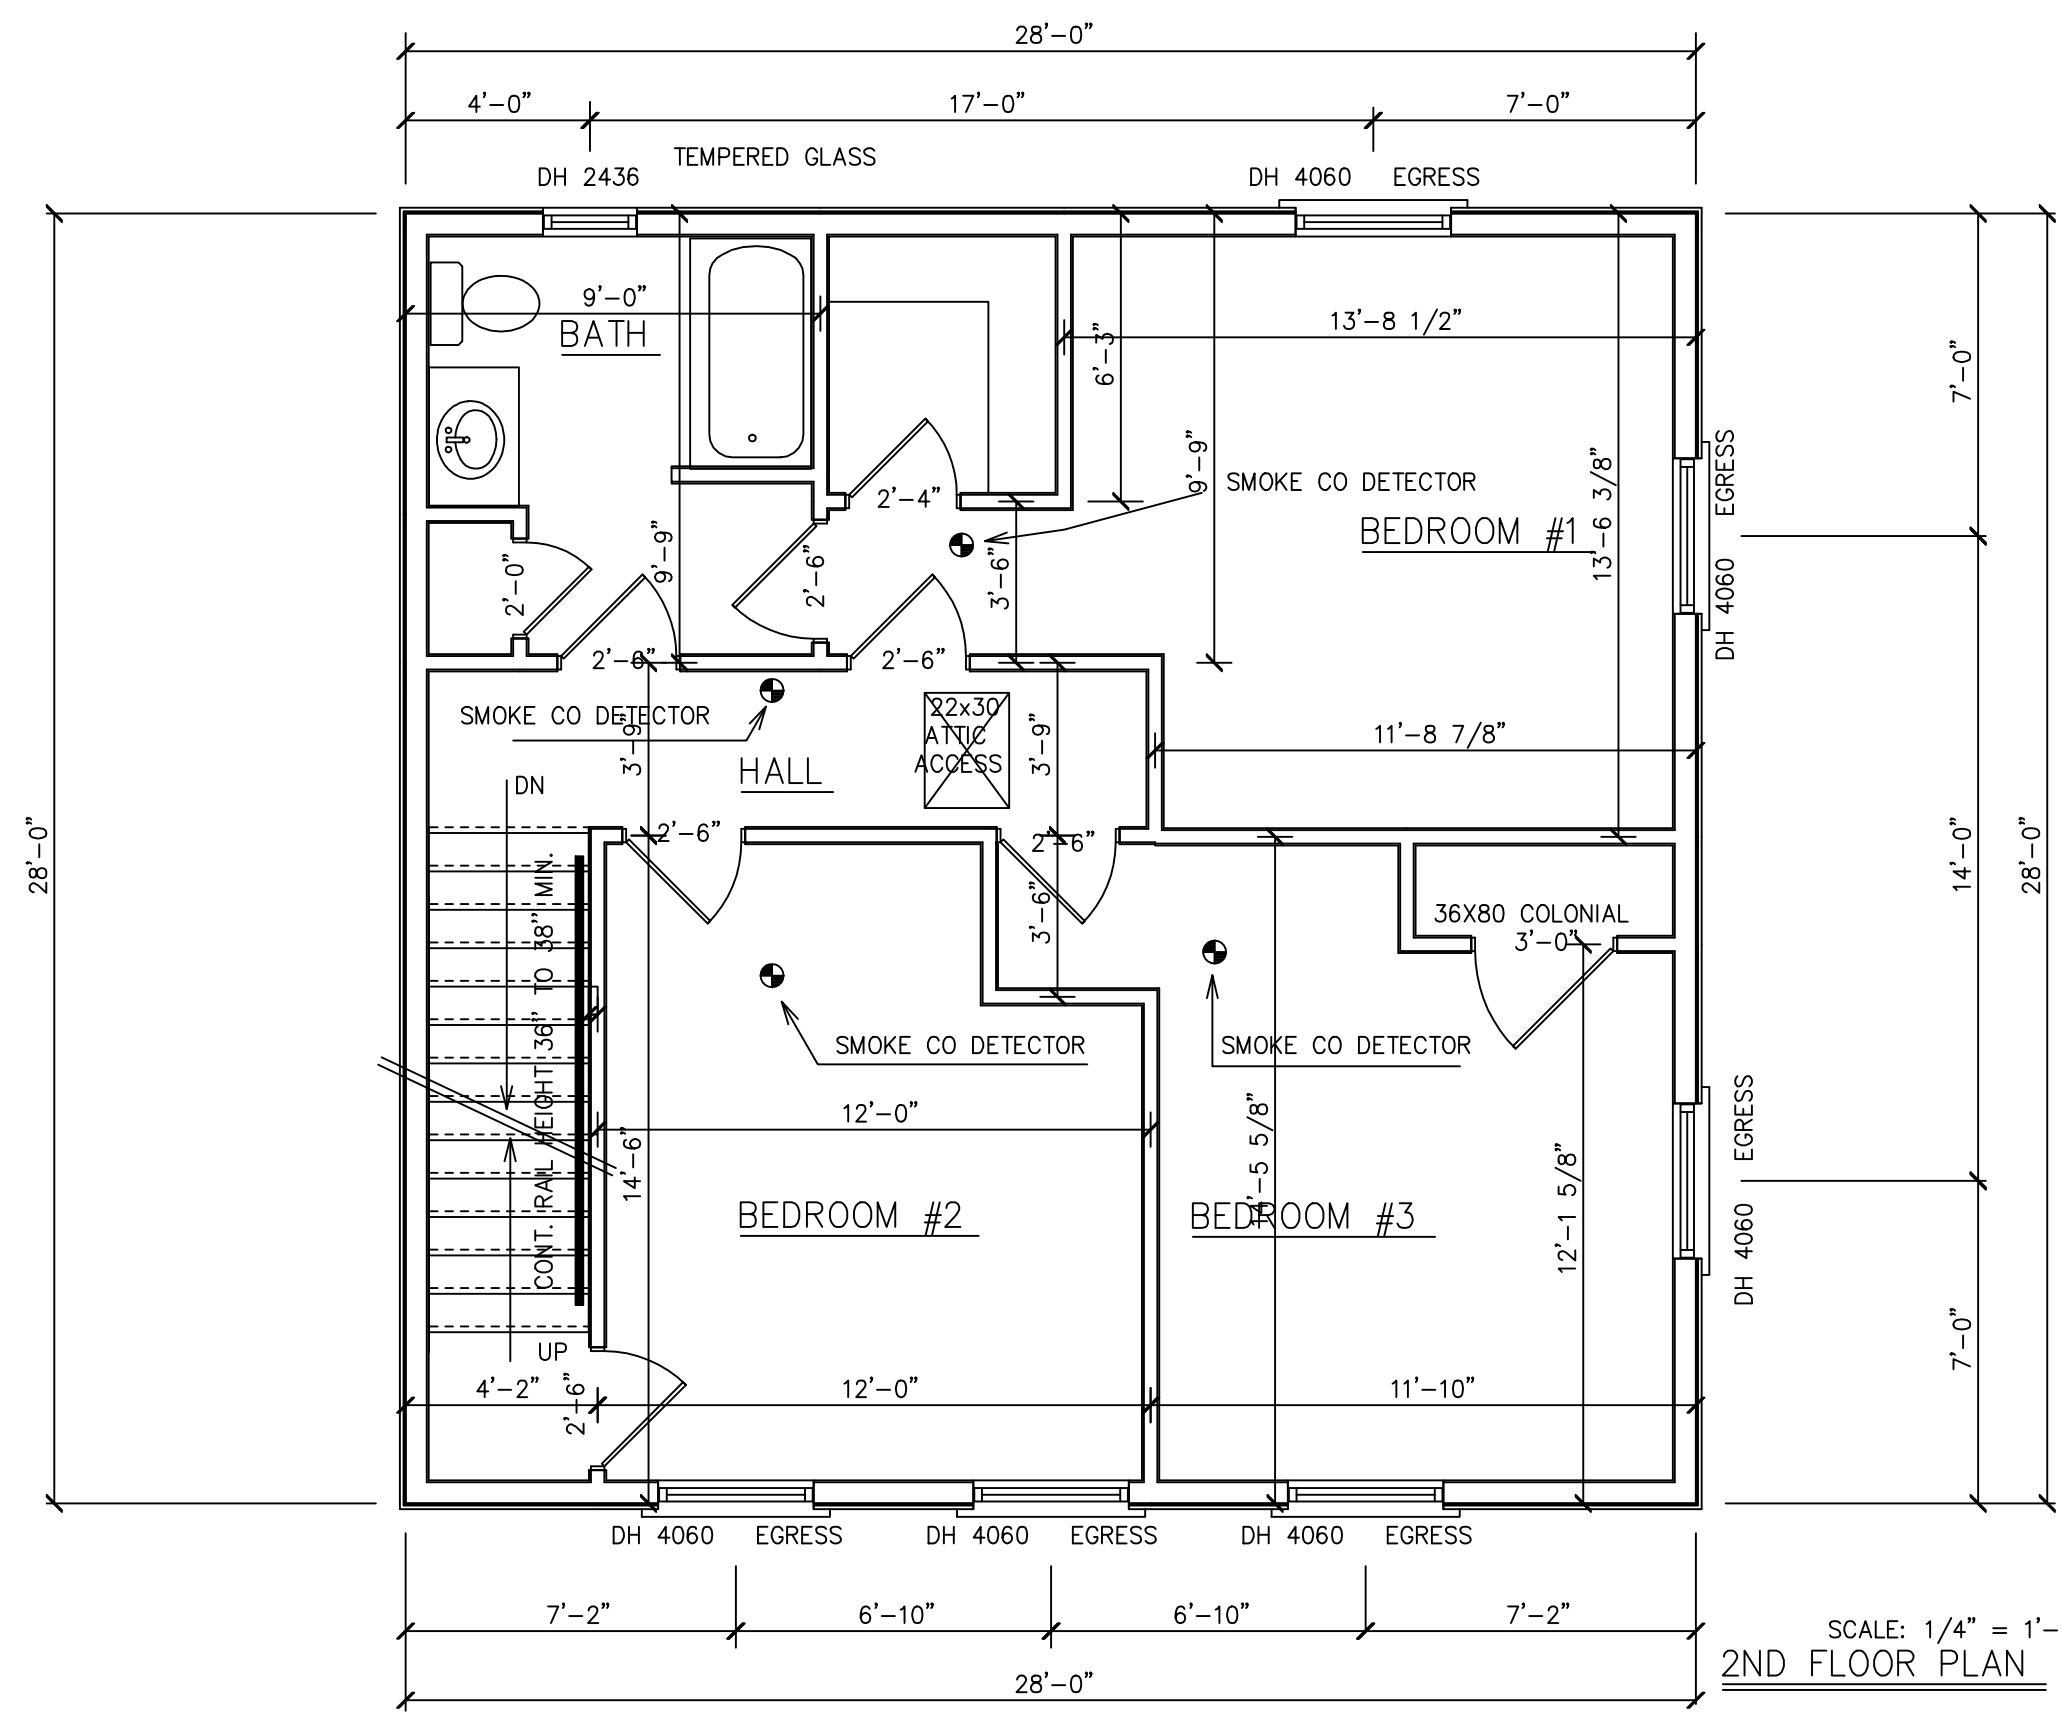 28'-0"
4'-0" 17'-0" 7'-0"
TEMPERED GLASS
DH 2436
DH 4060 EGRESS
9'-0"
BATH
13'-8 1/2"
6'-3"
7'-0"
9'-9"
SMOKE CO DETECTOR
13'-6 3/8"
2'-4"
BEDROOM #1
DH 4060 EGRESS
2'-0"
9'-9"
2'-6"
3'-6"
2'-6"
2'-6"
SMOKE CO DETECTOR
22x30
ATTIC
ACCESS
3'-9"
3'-9"
11'-8 7/8"
HALL
DN
28'-0"
14'-0"
28'-0"
2'-6"
2'-6"
36X80 COLONIAL
3'-0"
3'-6"
SMOKE CO DETECTOR
SMOKE CO DETECTOR
CONT. RAIL HEIGHT 36" TO 38" MIN.
12'-0"
14'-6"
14'-5 5/8"
12'-1 5/8"
DH 4060 EGRESS
BEDROOM #2
BEDROOM #3
UP
7'-0"
4'-2"
2'-6"
12'-0"
11'-10"
DH 4060 EGRESS
DH 4060 EGRESS
DH 4060 EGRESS
7'-2" 6'-10" 6'-10" 7'-2"
28'-0"
SCALE: 1/4" = 1'-
2ND FLOOR PLAN